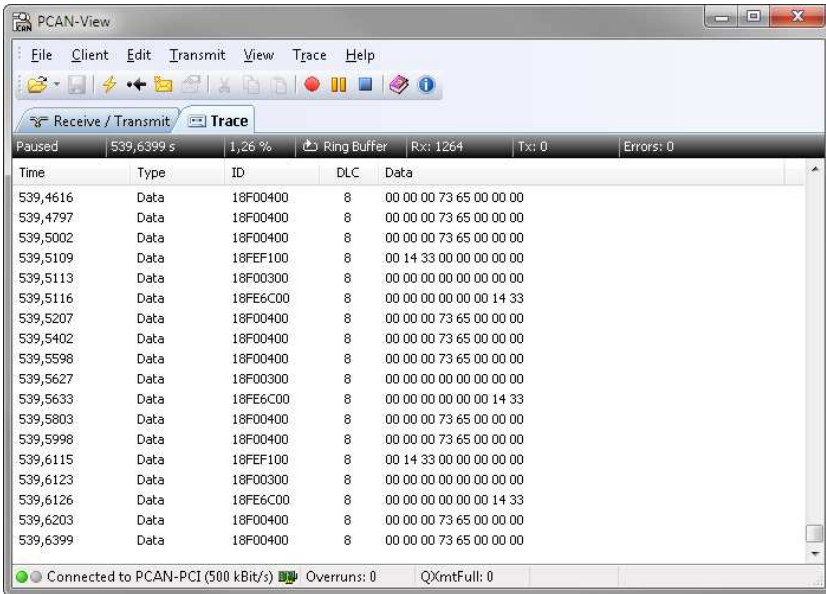 PCAN-View
File Client Edit Transmit View Trace Help
Receive / Transmit Trace
Paused 539,6399 s 1,26 % Ring Buffer Rx: 1264 Tx: 0 Errors: 0
Time Type ID DLC Data
539,4616 Data 18F00400 8 00 00 00 73 65 00 00 00
539,4797 Data 18F00400 8 00 00 00 73 65 00 00 00
539,5002 Data 18F00400 8 00 00 00 73 65 00 00 00
539,5109 Data 18FEF100 8 00 14 33 00 00 00 00 00
539,5113 Data 18F00300 8 00 00 00 00 00 00 00 00
539,5116 Data 18FE6C00 8 00 00 00 00 00 00 14 33
539,5207 Data 18F00400 8 00 00 00 73 65 00 00 00
539,5402 Data 18F00400 8 00 00 00 73 65 00 00 00
539,5598 Data 18F00400 8 00 00 00 73 65 00 00 00
539,5627 Data 18F00300 8 00 00 00 00 00 00 00 00
539,5633 Data 18FE6C00 8 00 00 00 00 00 00 14 33
539,5803 Data 18F00400 8 00 00 00 73 65 00 00 00
539,5998 Data 18F00400 8 00 00 00 73 65 00 00 00
539,6115 Data 18FEF100 8 00 14 33 00 00 00 00 00
539,6123 Data 18F00300 8 00 00 00 00 00 00 00 00
539,6126 Data 18FE6C00 8 00 00 00 00 00 00 14 33
539,6203 Data 18F00400 8 00 00 00 73 65 00 00 00
539,6399 Data 18F00400 8 00 00 00 73 65 00 00 00
Connected to PCAN-PCI (500 kBit/s) Overruns: 0 QXmtFull: 0